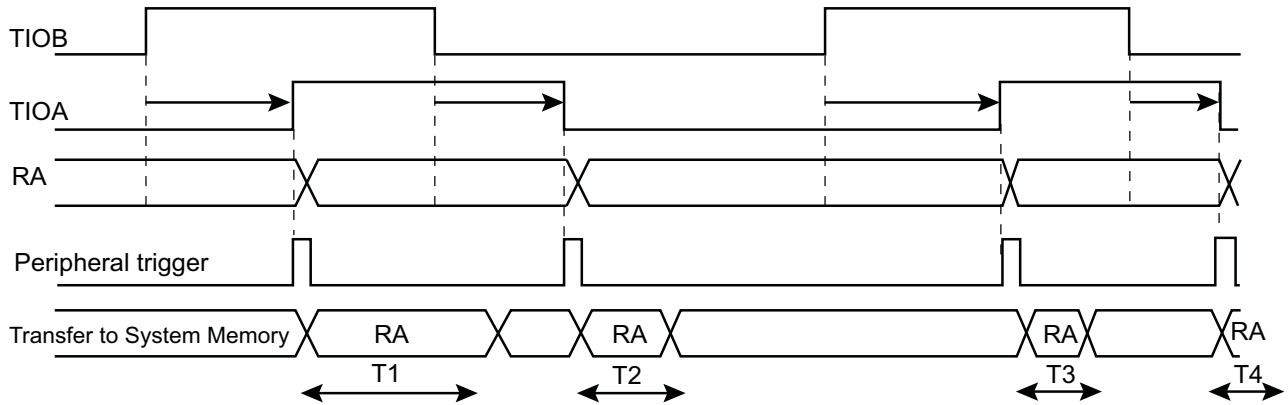 TIOB
TIOA
RA
Peripheral trigger
Transfer to System Memory RA RA RA RA
T1 T2 T3 T4